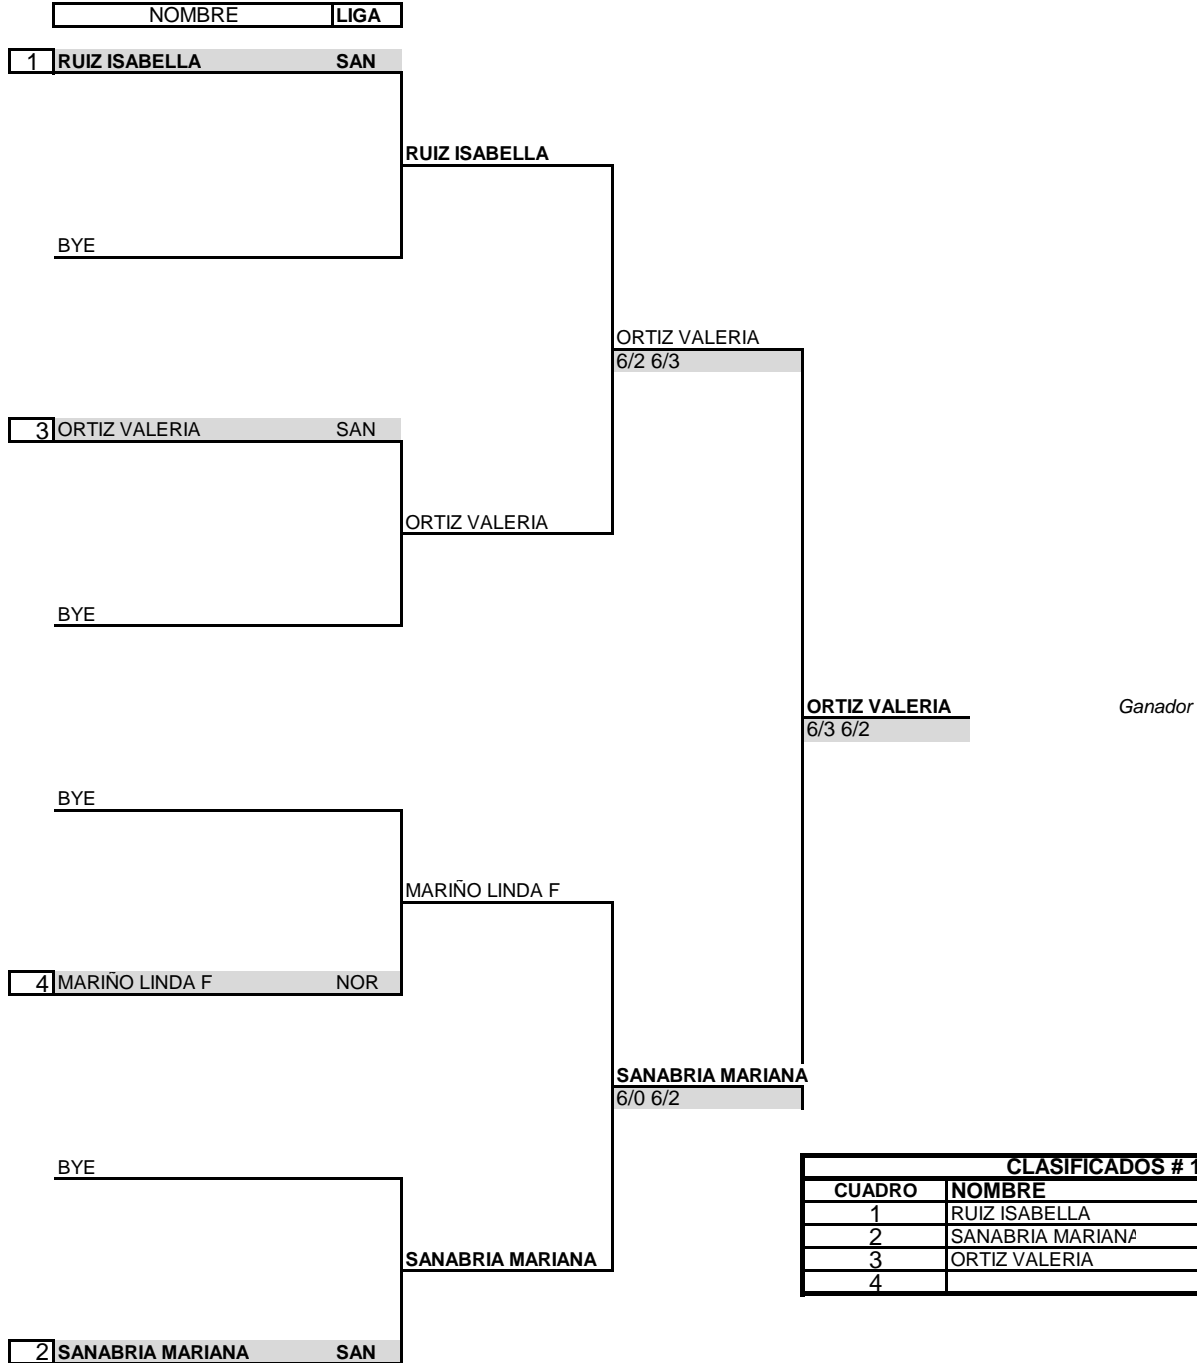 NOMBRE LIGA
1 RUIZ ISABELLA SAN
RUIZ ISABELLA
BYE
ORTIZ VALERIA
6/2 6/3
3 ORTIZ VALERIA SAN
ORTIZ VALERIA
BYE
ORTIZ VALERIA Ganador
6/3 6/2
BYE
MARIÑO LINDA F
4 MARIÑO LINDA F NOR
SANABRIA MARIANA
6/0 6/2
BYE
CLASIFICADOS # 1
CUADRO NOMBRE
1 RUIZ ISABELLA
2 SANABRIA MARIANA
3 ORTIZ VALERIA
4
SANABRIA MARIANA
2 SANABRIA MARIANA SAN